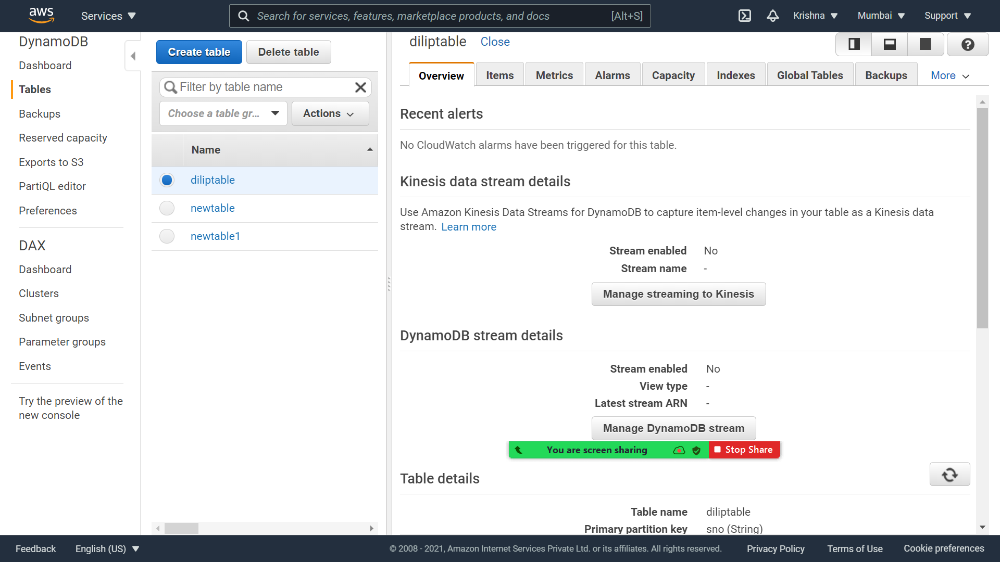 aws
Services
Search for services, features, marketplace products, and docs
[Alt+S]
Krishna
Mumbai
Support
DynamoDB
Dashboard
Tables
Backups
Reserved capacity
Exports to S3
PartiQL editor
Preferences
DAX
Dashboard
Clusters
Subnet groups
Parameter groups
Events
Try the preview of the
new console
Create table
Delete table
Filter by table name
Choose a table gr...
Actions
Name
diliptable
newtable
newtable1
diliptable
Close
Overview
Items
Metrics
Alarms
Capacity
Indexes
Global Tables
Backups
More
Recent alerts
No CloudWatch alarms have been triggered for this table.
Kinesis data stream details
Use Amazon Kinesis Data Streams for DynamoDB to capture item-level changes in your table as a Kinesis data
stream. Learn more
Stream enabled No
Stream name -
Manage streaming to Kinesis
DynamoDB stream details
Stream enabled No
View type -
Latest stream ARN -
Manage DynamoDB stream
You are screen sharing
Stop Share
Table details
Table name diliptable
Primary partition key sno (String)
Feedback
English (US)
© 2008 - 2021, Amazon Internet Services Private Ltd. or its affiliates. All rights reserved.
Privacy Policy
Terms of Use
Cookie preferences